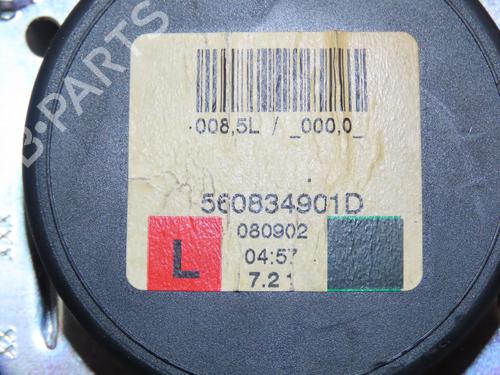 B-PARTS
·008,5L / _000,0_
560834901D
080902
L
04:57
7.21